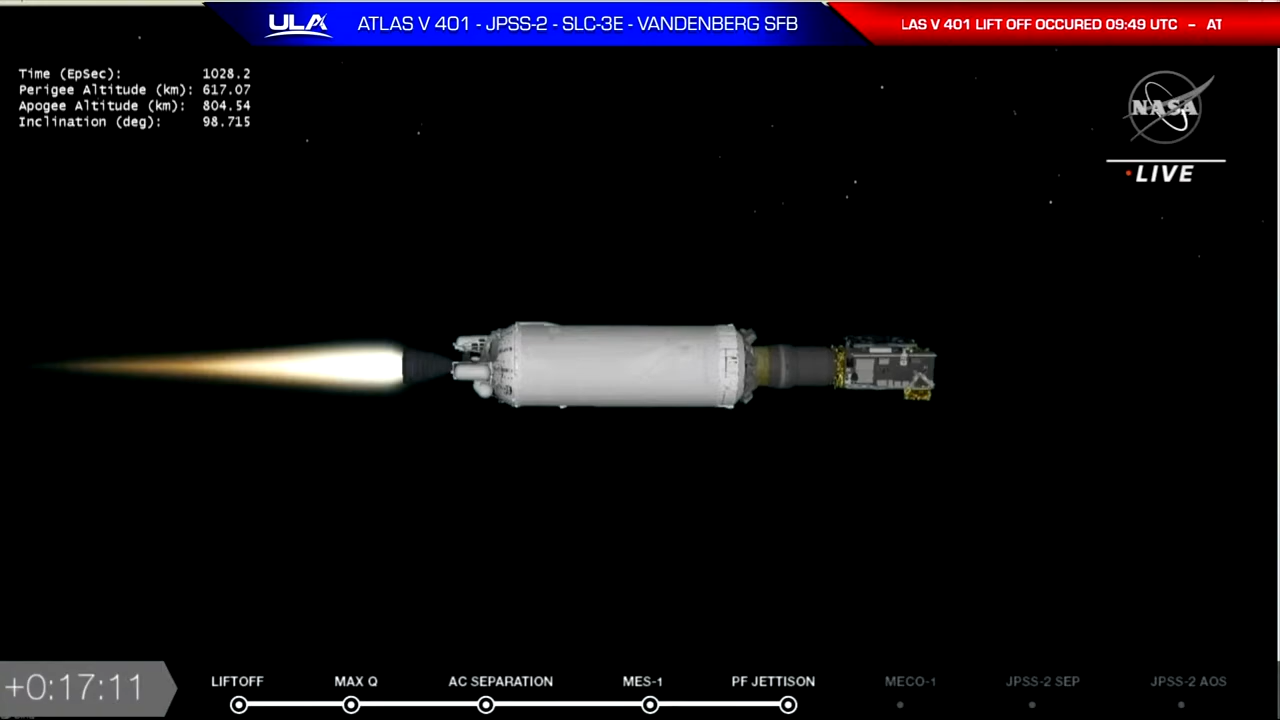 ULA
ATLAS V 401 - JPSS-2 - SLC-3E - VANDENBERG SFB
LAS V 401 LIFT OFF OCCURED 09:49 UTC - AT
Time (EpSec): 1028.2
Perigee Altitude (km): 617.07
Apogee Altitude (km): 804.54
Inclination (deg): 98.715
NASA
LIVE
+0:17:11
LIFTOFF
MAX Q
AC SEPARATION
MES-1
PF JETTISON
MECO-1
JPSS-2 SEP
JPSS-2 AOS